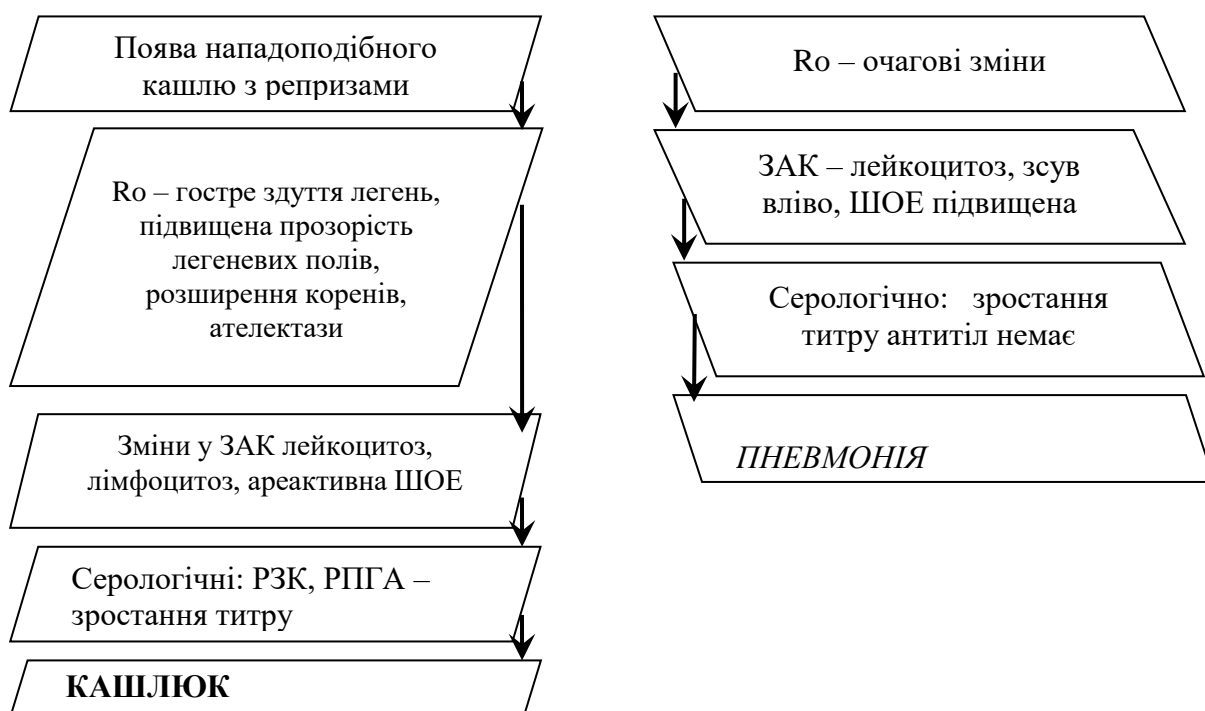 Поява нападоподібного
кашлю з репризами
Ro – гостре здуття легень,
підвищена прозорість
легеневих полів,
розширення коренів,
ателектази
Зміни у ЗАК лейкоцитоз,
лімфоцитоз, ареактивна ШОЕ
Серологічні: РЗК, РПГА –
зростання титру
КАШЛЮК
Ro – очагові зміни
ЗАК – лейкоцитоз, зсув
вліво, ШОЕ підвищена
Серологічно: зростання
титру антитіл немає
ПНЕВМОНІЯ